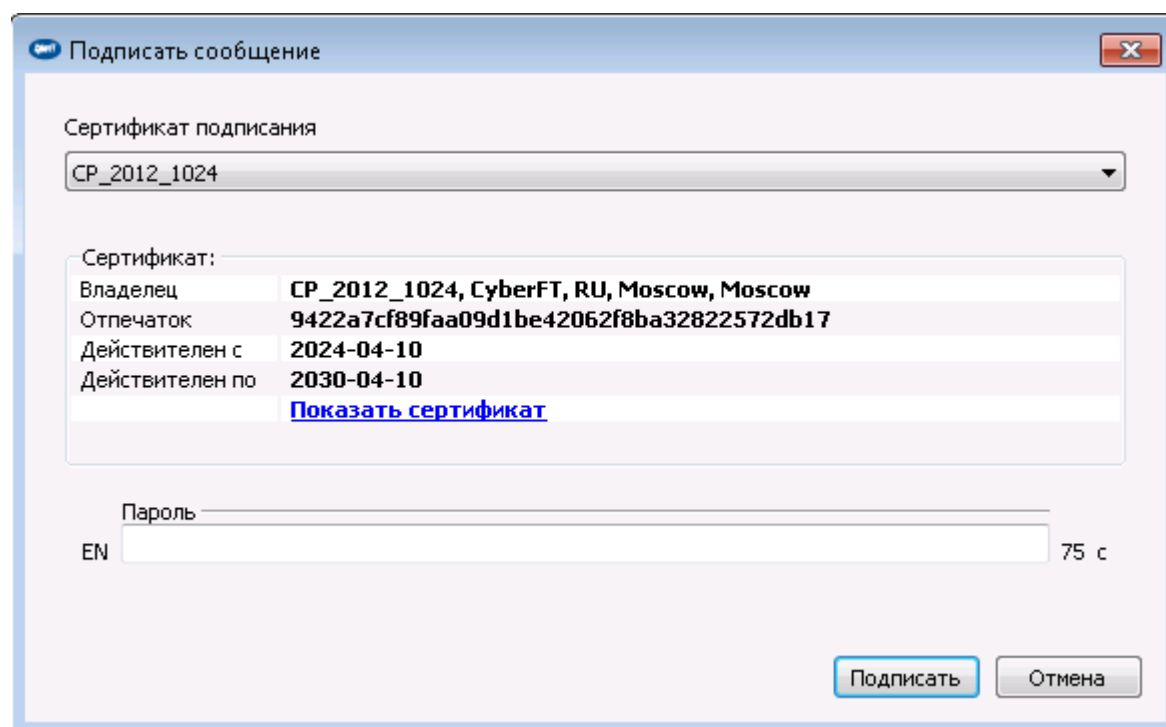 Подписать сообщение
Сертификат подписания
CP_2012_1024
Сертификат:
Владелец CP_2012_1024, CyberFT, RU, Moscow, Moscow
Отпечаток 9422a7cf89faa09d1be42062f8ba32822572db17
Действителен с 2024-04-10
Действителен по 2030-04-10
Показать сертификат
Пароль
EN 75 с
Подписать Отмена